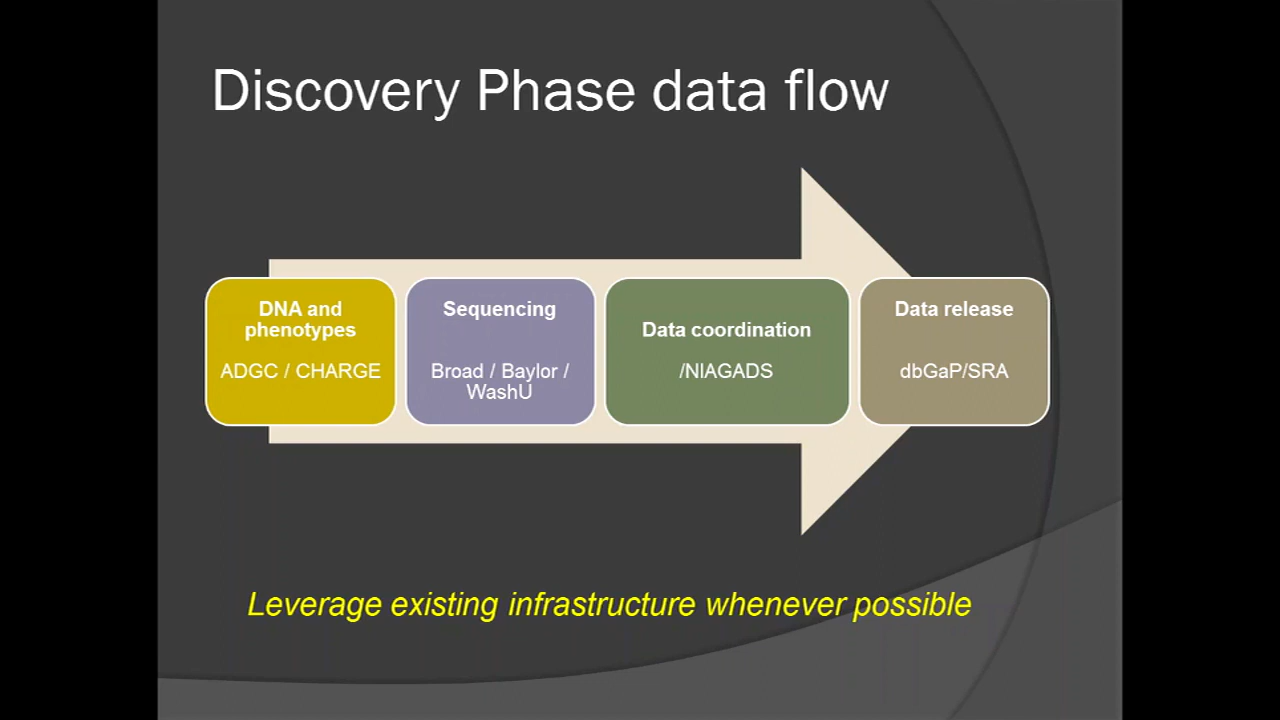 Discovery Phase data flow
DNA and
phenotypes
ADGC / CHARGE
Sequencing
Broad / Baylor /
WashU
Data coordination
/NIAGADS
Data release
dbGaP/SRA
Leverage existing infrastructure whenever possible